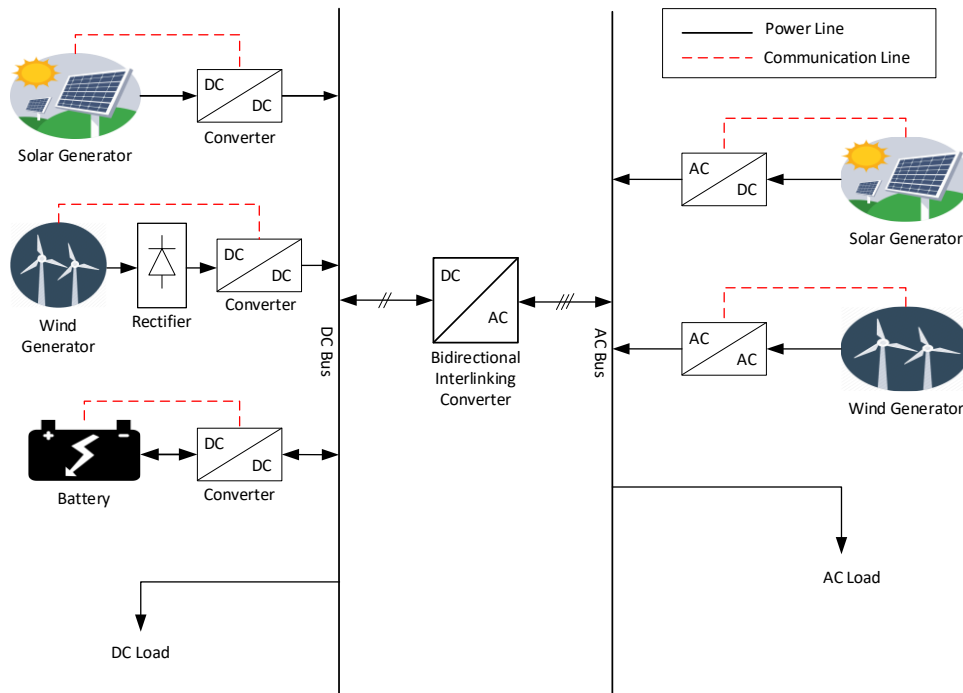 Power Line
Communication Line
DC
DC
Converter
Solar Generator
AC
DC
Solar Generator
DC
DC
Converter
Wind
Generator
Rectifier
DC Bus
DC
AC
Bidirectional
Interlinking
Converter
AC Bus
AC
AC
Wind Generator
+
-
DC
DC
Converter
Battery
AC Load
DC Load